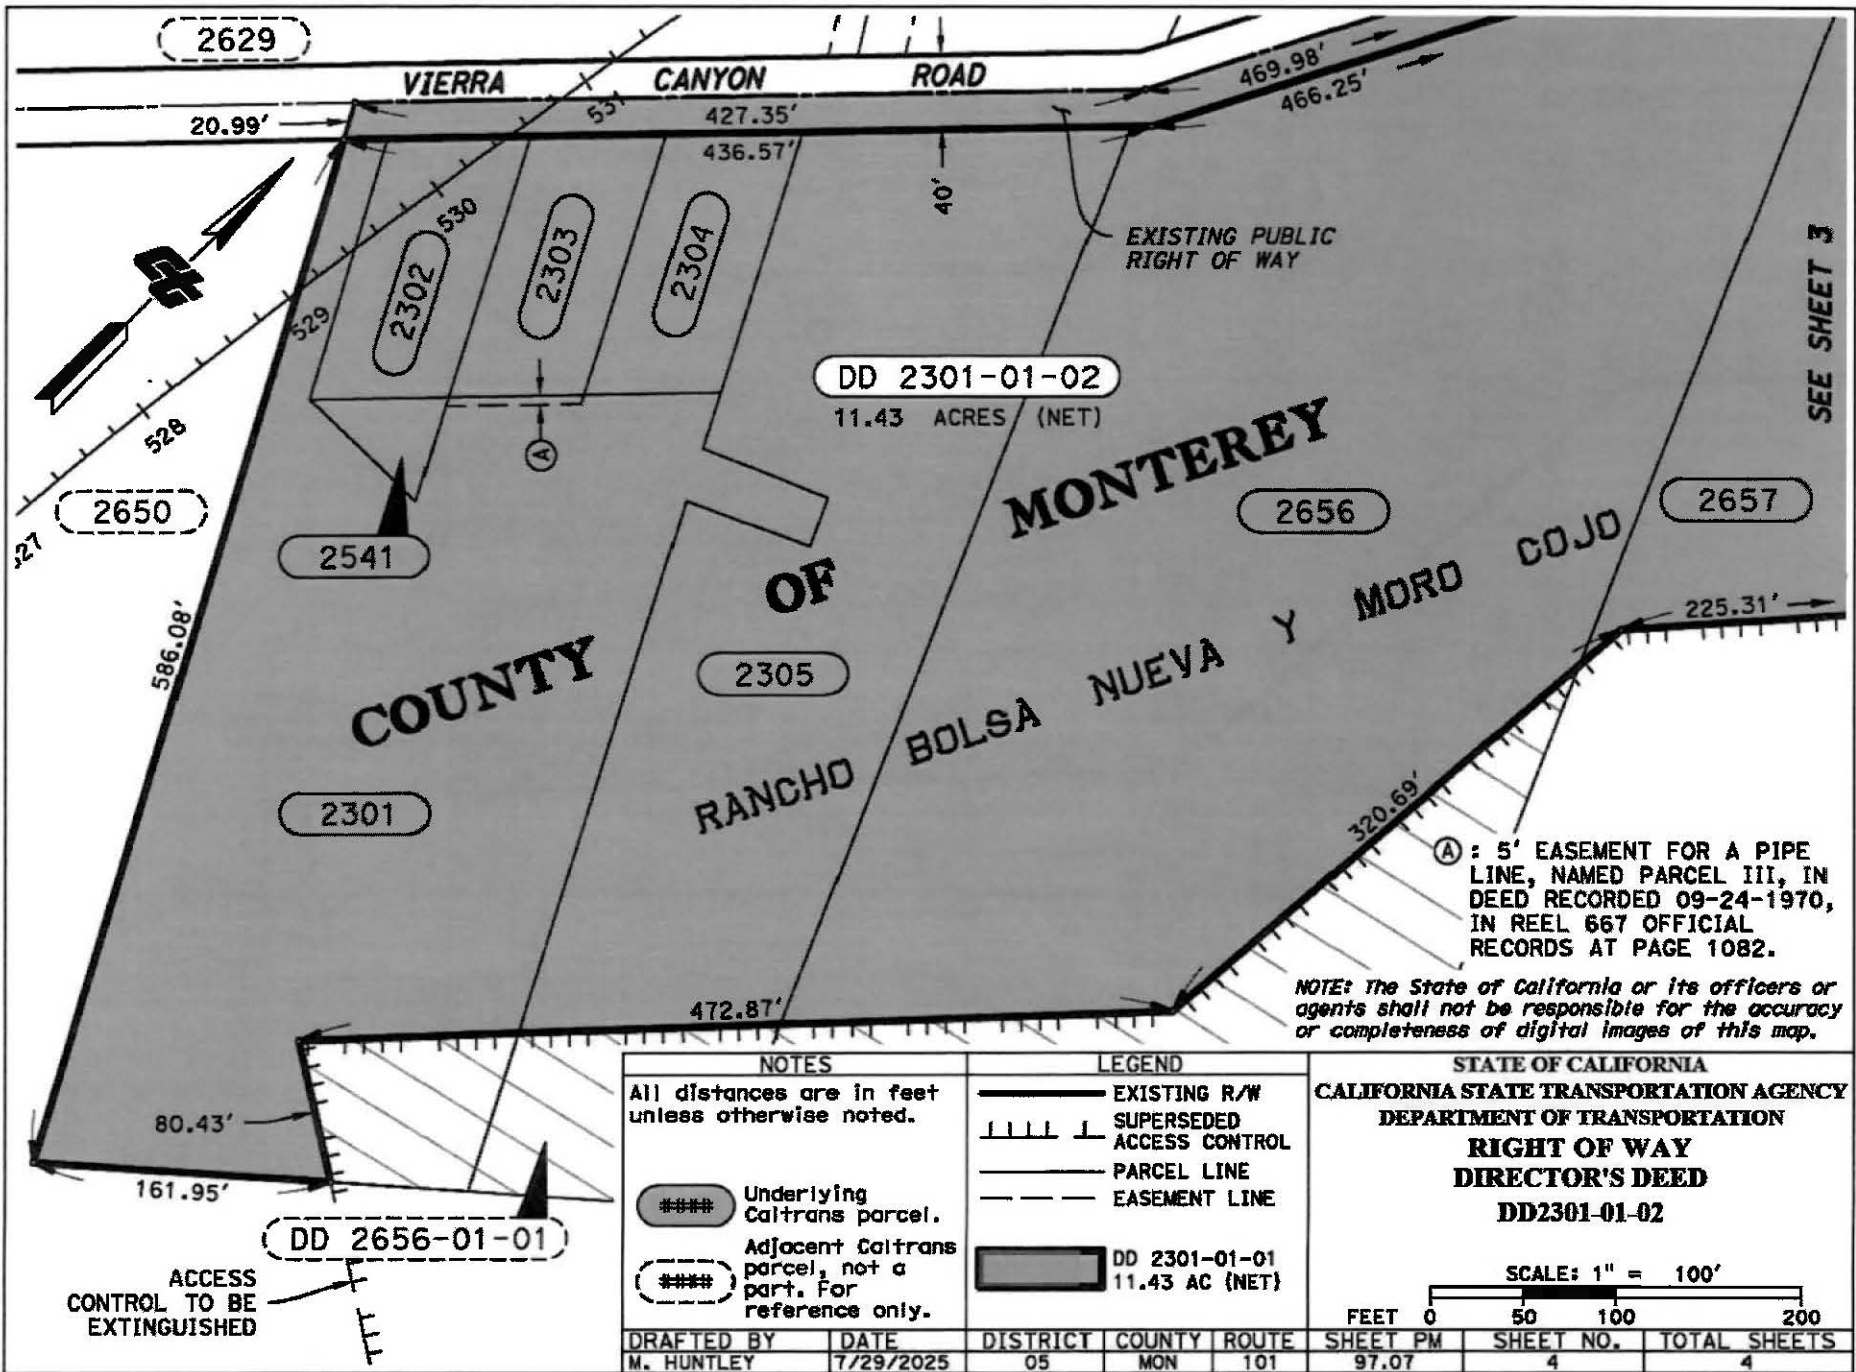 2629
VIERRA CANYON ROAD
20.99'
427.35'
436.57'
469.98'
466.25'
40'
531
530
529
528
2302
2303
2304
EXISTING PUBLIC
RIGHT OF WAY
SEE SHEET 3
DD 2301-01-02
11.43 ACRES (NET)
A
2650
2541
2656
2657
COUNTY OF MONTEREY
RANCHO BOLSA NUEVA Y MORO COJO
225.31'
586.08'
2305
2301
320.69'
A : 5' EASEMENT FOR A PIPE
LINE, NAMED PARCEL III, IN
DEED RECORDED 09-24-1970,
IN REEL 667 OFFICIAL
RECORDS AT PAGE 1082.
NOTE: The State of California or its officers or
agents shall not be responsible for the accuracy
or completeness of digital images of this map.
472.87'
80.43'
161.95'
DD 2656-01-01
ACCESS
CONTROL TO BE
EXTINGUISHED
NOTES
All distances are in feet
unless otherwise noted.
####
Underlying
Caltrans parcel.
####
Adjacent Caltrans
parcel, not a
part. For
reference only.
LEGEND
EXISTING R/W
SUPERSEDED
ACCESS CONTROL
PARCEL LINE
EASEMENT LINE
DD 2301-01-01
11.43 AC (NET)
STATE OF CALIFORNIA
CALIFORNIA STATE TRANSPORTATION AGENCY
DEPARTMENT OF TRANSPORTATION
RIGHT OF WAY
DIRECTOR'S DEED
DD2301-01-02
SCALE: 1" = 100'
FEET 0 50 100 200
DRAFTED BY DATE DISTRICT COUNTY ROUTE SHEET PM SHEET NO. TOTAL SHEETS
M. HUNTLEY 7/29/2025 05 MON 101 97.07 4 4